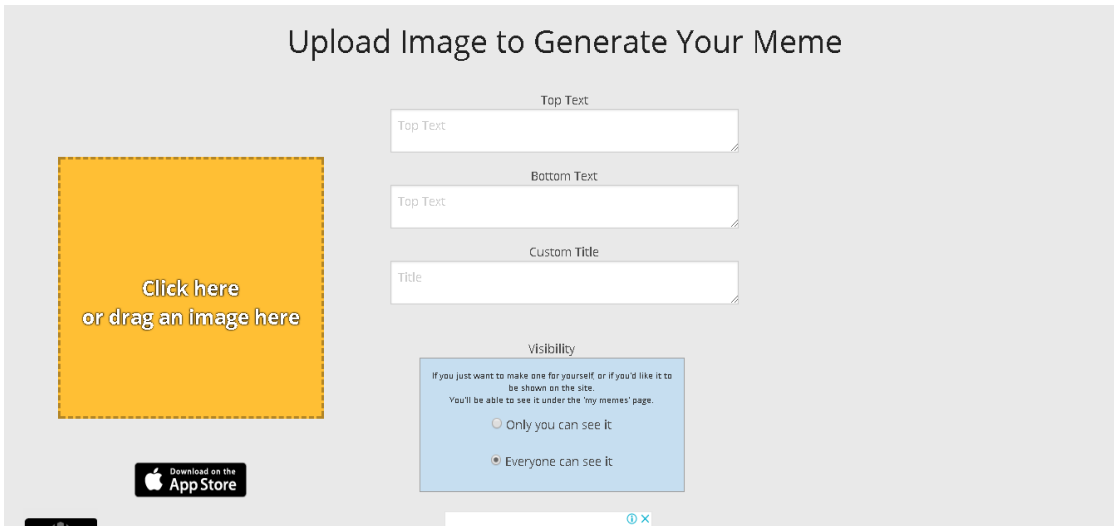 Upload Image to Generate Your Meme
Top Text
Top Text
Bottom Text
Top Text
Custom Title
Title
Click here
or drag an image here
Visibility
If you just want to make one for yourself, or if you'd like it to
be shown on the site.
You'll be able to see it under the 'my memes' page.
Only you can see it
Everyone can see it
Download on the
App Store